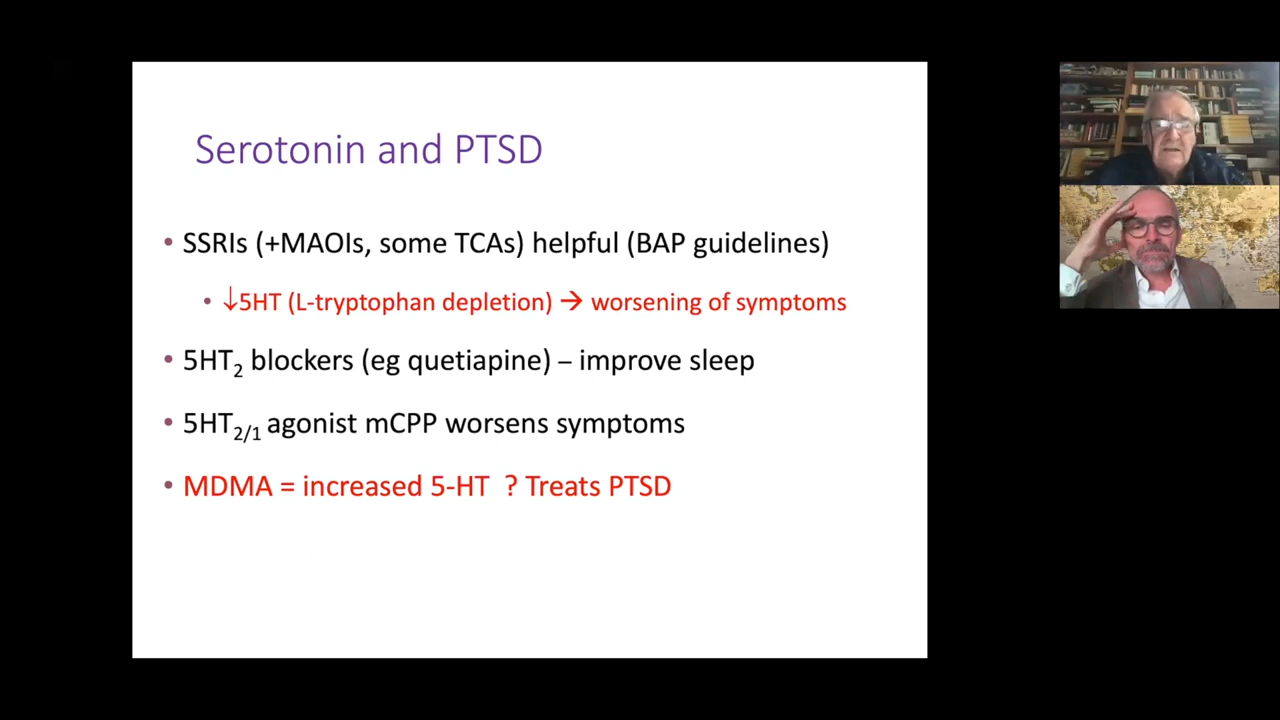 Serotonin and PTSD
• SSRIs (+MAOIs, some TCAs) helpful (BAP guidelines)
• ↓5HT (L-tryptophan depletion) → worsening of symptoms
• 5HT₂ blockers (eg quetiapine) – improve sleep
• 5HT₂/₁ agonist mCPP worsens symptoms
• MDMA = increased 5-HT ? Treats PTSD